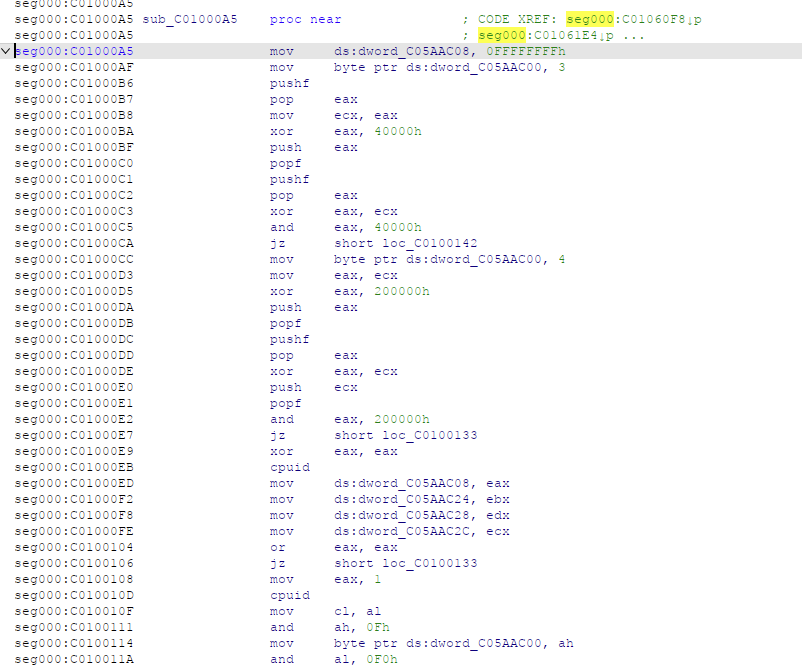 seg000:C01000A5
seg000:C01000A5 sub_C01000A5 proc near ; CODE XREF: seg000:C01060F8↓p
seg000:C01000A5 ; seg000:C01061E4↓p ...
seg000:C01000A5 mov ds:dword_C05AAC08, 0FFFFFFFFh
seg000:C01000AF mov byte ptr ds:dword_C05AAC00, 3
seg000:C01000B6 pushf
seg000:C01000B7 pop eax
seg000:C01000B8 mov ecx, eax
seg000:C01000BA xor eax, 40000h
seg000:C01000BF push eax
seg000:C01000C0 popf
seg000:C01000C1 pushf
seg000:C01000C2 pop eax
seg000:C01000C3 xor eax, ecx
seg000:C01000C5 and eax, 40000h
seg000:C01000CA jz short loc_C0100142
seg000:C01000CC mov byte ptr ds:dword_C05AAC00, 4
seg000:C01000D3 mov eax, ecx
seg000:C01000D5 xor eax, 200000h
seg000:C01000DA push eax
seg000:C01000DB popf
seg000:C01000DC pushf
seg000:C01000DD pop eax
seg000:C01000DE xor eax, ecx
seg000:C01000E0 push ecx
seg000:C01000E1 popf
seg000:C01000E2 and eax, 200000h
seg000:C01000E7 jz short loc_C0100133
seg000:C01000E9 xor eax, eax
seg000:C01000EB cpuid
seg000:C01000ED mov ds:dword_C05AAC08, eax
seg000:C01000F2 mov ds:dword_C05AAC24, ebx
seg000:C01000F8 mov ds:dword_C05AAC28, edx
seg000:C01000FE mov ds:dword_C05AAC2C, ecx
seg000:C0100104 or eax, eax
seg000:C0100106 jz short loc_C0100133
seg000:C0100108 mov eax, 1
seg000:C010010D cpuid
seg000:C010010F mov cl, al
seg000:C0100111 and ah, 0Fh
seg000:C0100114 mov byte ptr ds:dword_C05AAC00, ah
seg000:C010011A and al, 0F0h